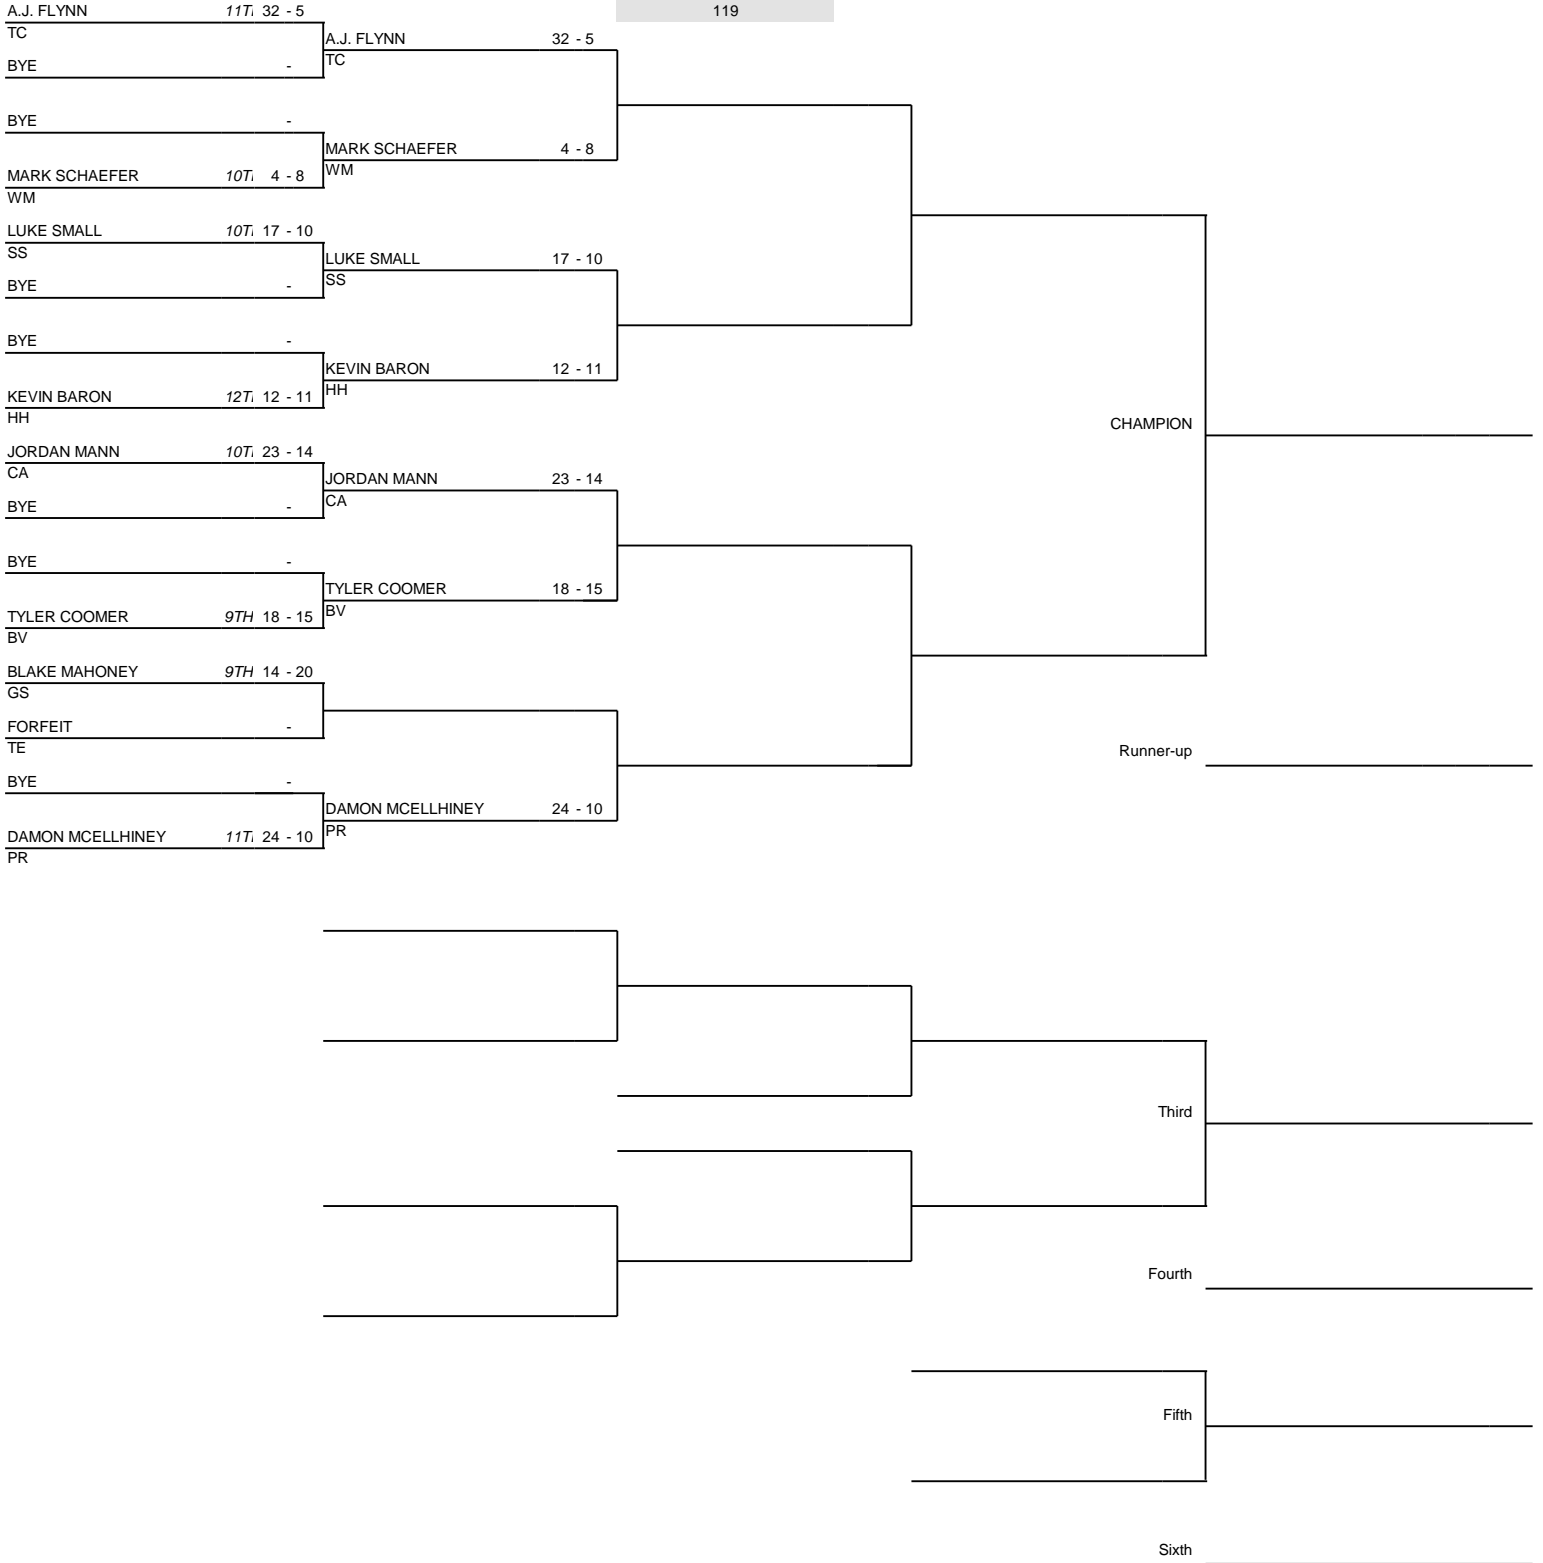 A.J. FLYNN 11T 32 - 5 119
TC A.J. FLYNN 32 - 5
BYE - TC
BYE -
MARK SCHAEFER 4 - 8
MARK SCHAEFER 10T 4 - 8 WM
WM
LUKE SMALL 10T 17 - 10
SS LUKE SMALL 17 - 10
BYE - SS
BYE -
KEVIN BARON 12 - 11
KEVIN BARON 12T 12 - 11 HH
HH
CHAMPION
JORDAN MANN 10T 23 - 14
CA JORDAN MANN 23 - 14
BYE - CA
BYE -
TYLER COOMER 18 - 15
TYLER COOMER 9TH 18 - 15 BV
BV
BLAKE MAHONEY 9TH 14 - 20
GS
FORFEIT -
TE Runner-up
BYE -
DAMON MCELLHINEY 24 - 10
DAMON MCELLHINEY 11T 24 - 10 PR
PR
Third
Fourth
Fifth
Sixth